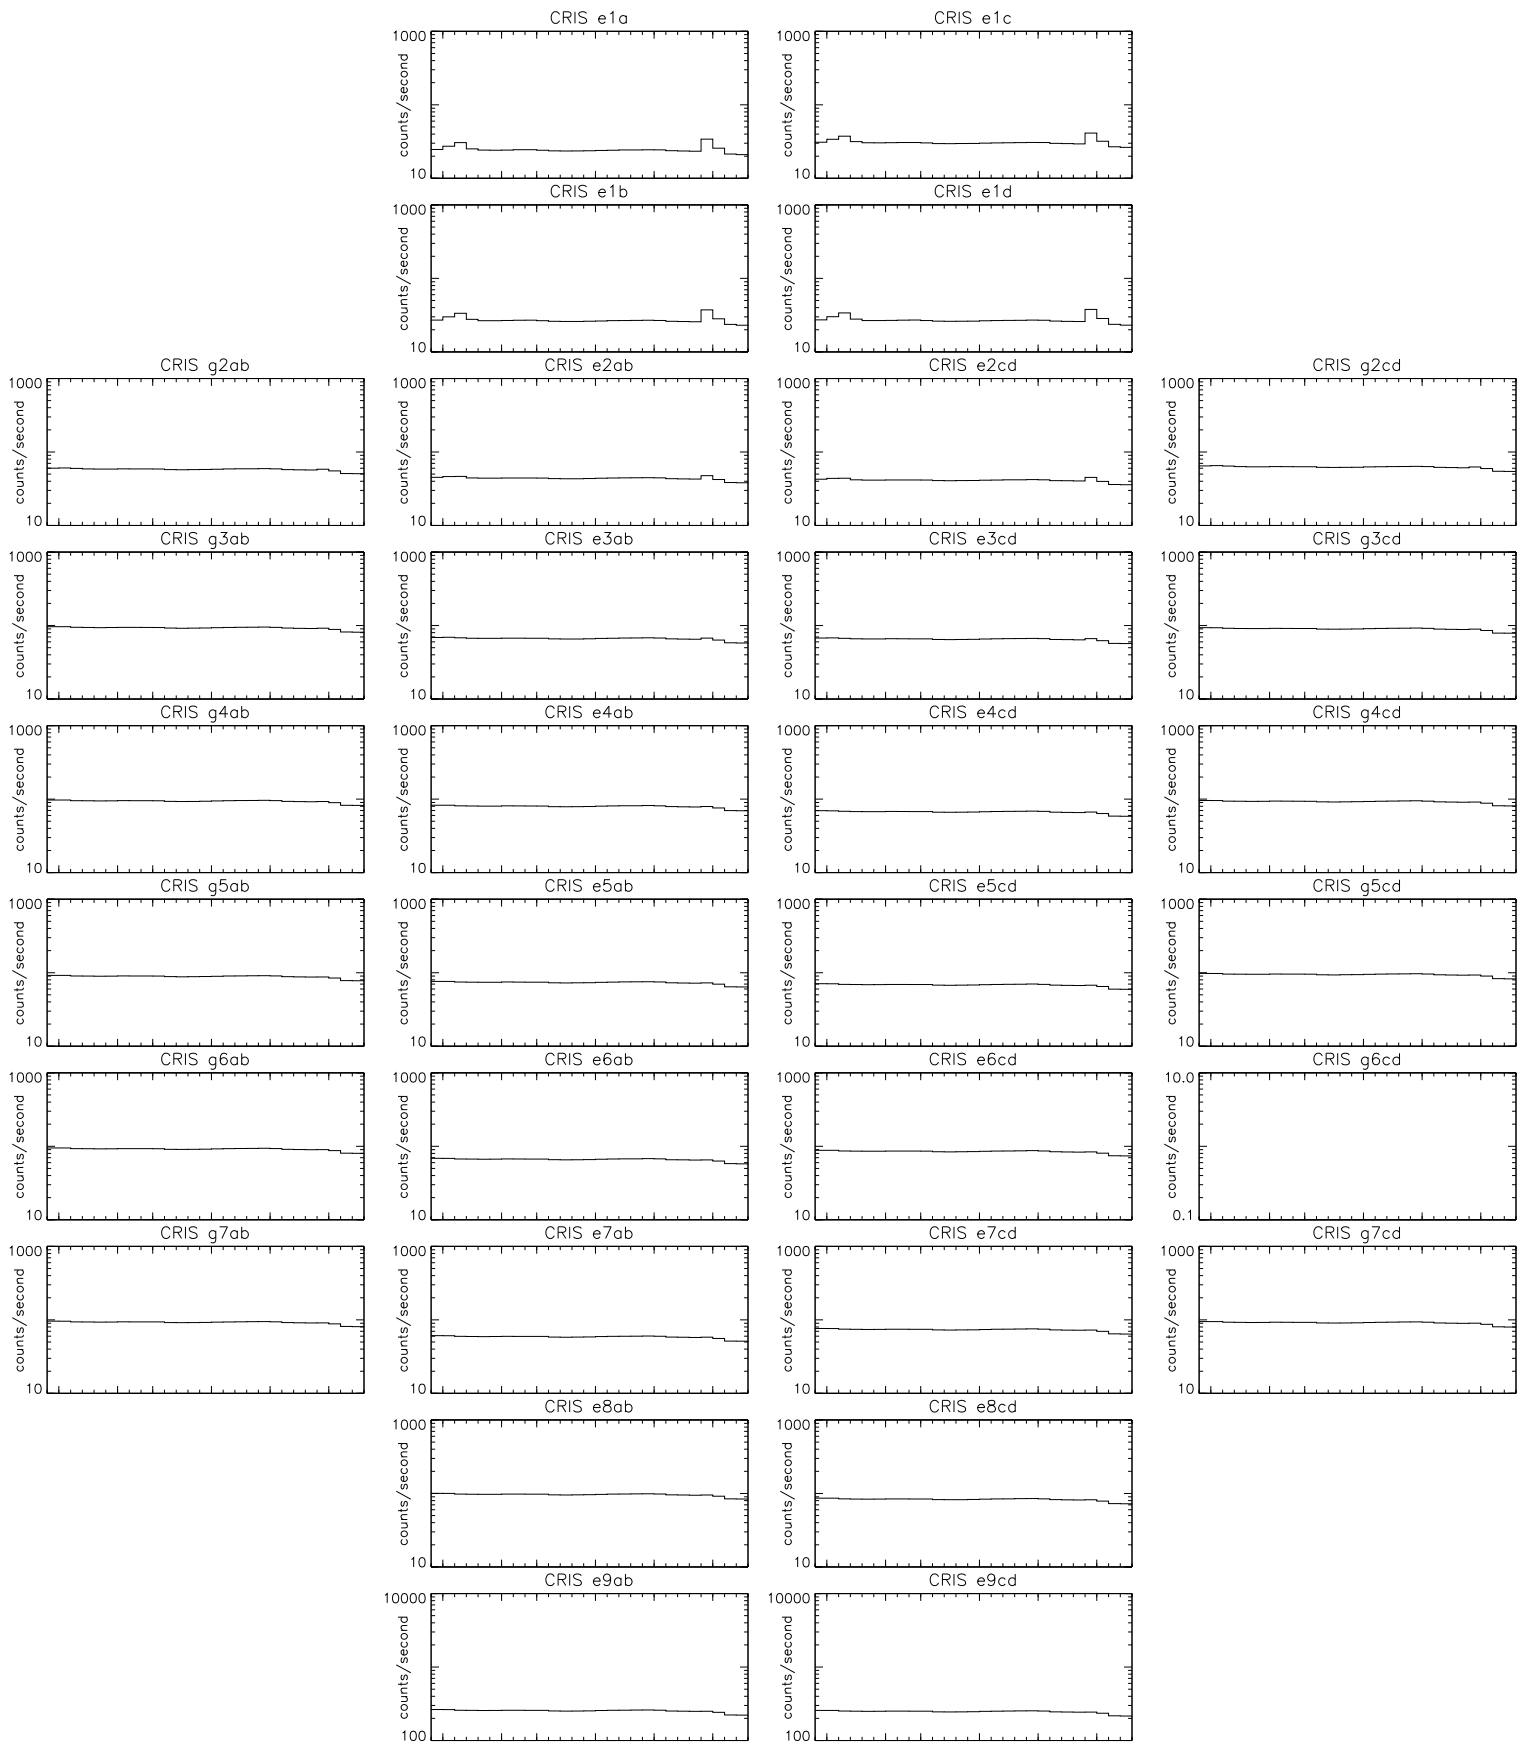 CRIS e1a CRIS e1c
1000 1000
counts/second counts/second
10 10
CRIS e1b CRIS e1d
1000 1000
counts/second counts/second
10 10
CRIS g2ab CRIS e2ab CRIS e2cd CRIS g2cd
1000 1000 1000 1000
counts/second counts/second counts/second counts/second
10 10 10 10
CRIS g3ab CRIS e3ab CRIS e3cd CRIS g3cd
1000 1000 1000 1000
counts/second counts/second counts/second counts/second
10 10 10 10
CRIS g4ab CRIS e4ab CRIS e4cd CRIS g4cd
1000 1000 1000 1000
counts/second counts/second counts/second counts/second
10 10 10 10
CRIS g5ab CRIS e5ab CRIS e5cd CRIS g5cd
1000 1000 1000 1000
counts/second counts/second counts/second counts/second
10 10 10 10
CRIS g6ab CRIS e6ab CRIS e6cd CRIS g6cd
1000 1000 1000 10.0
counts/second counts/second counts/second counts/second
10 10 10 0.1
CRIS g7ab CRIS e7ab CRIS e7cd CRIS g7cd
1000 1000 1000 1000
counts/second counts/second counts/second counts/second
10 10 10 10
CRIS e8ab CRIS e8cd
1000 1000
counts/second counts/second
10 10
CRIS e9ab CRIS e9cd
10000 10000
counts/second counts/second
100 100